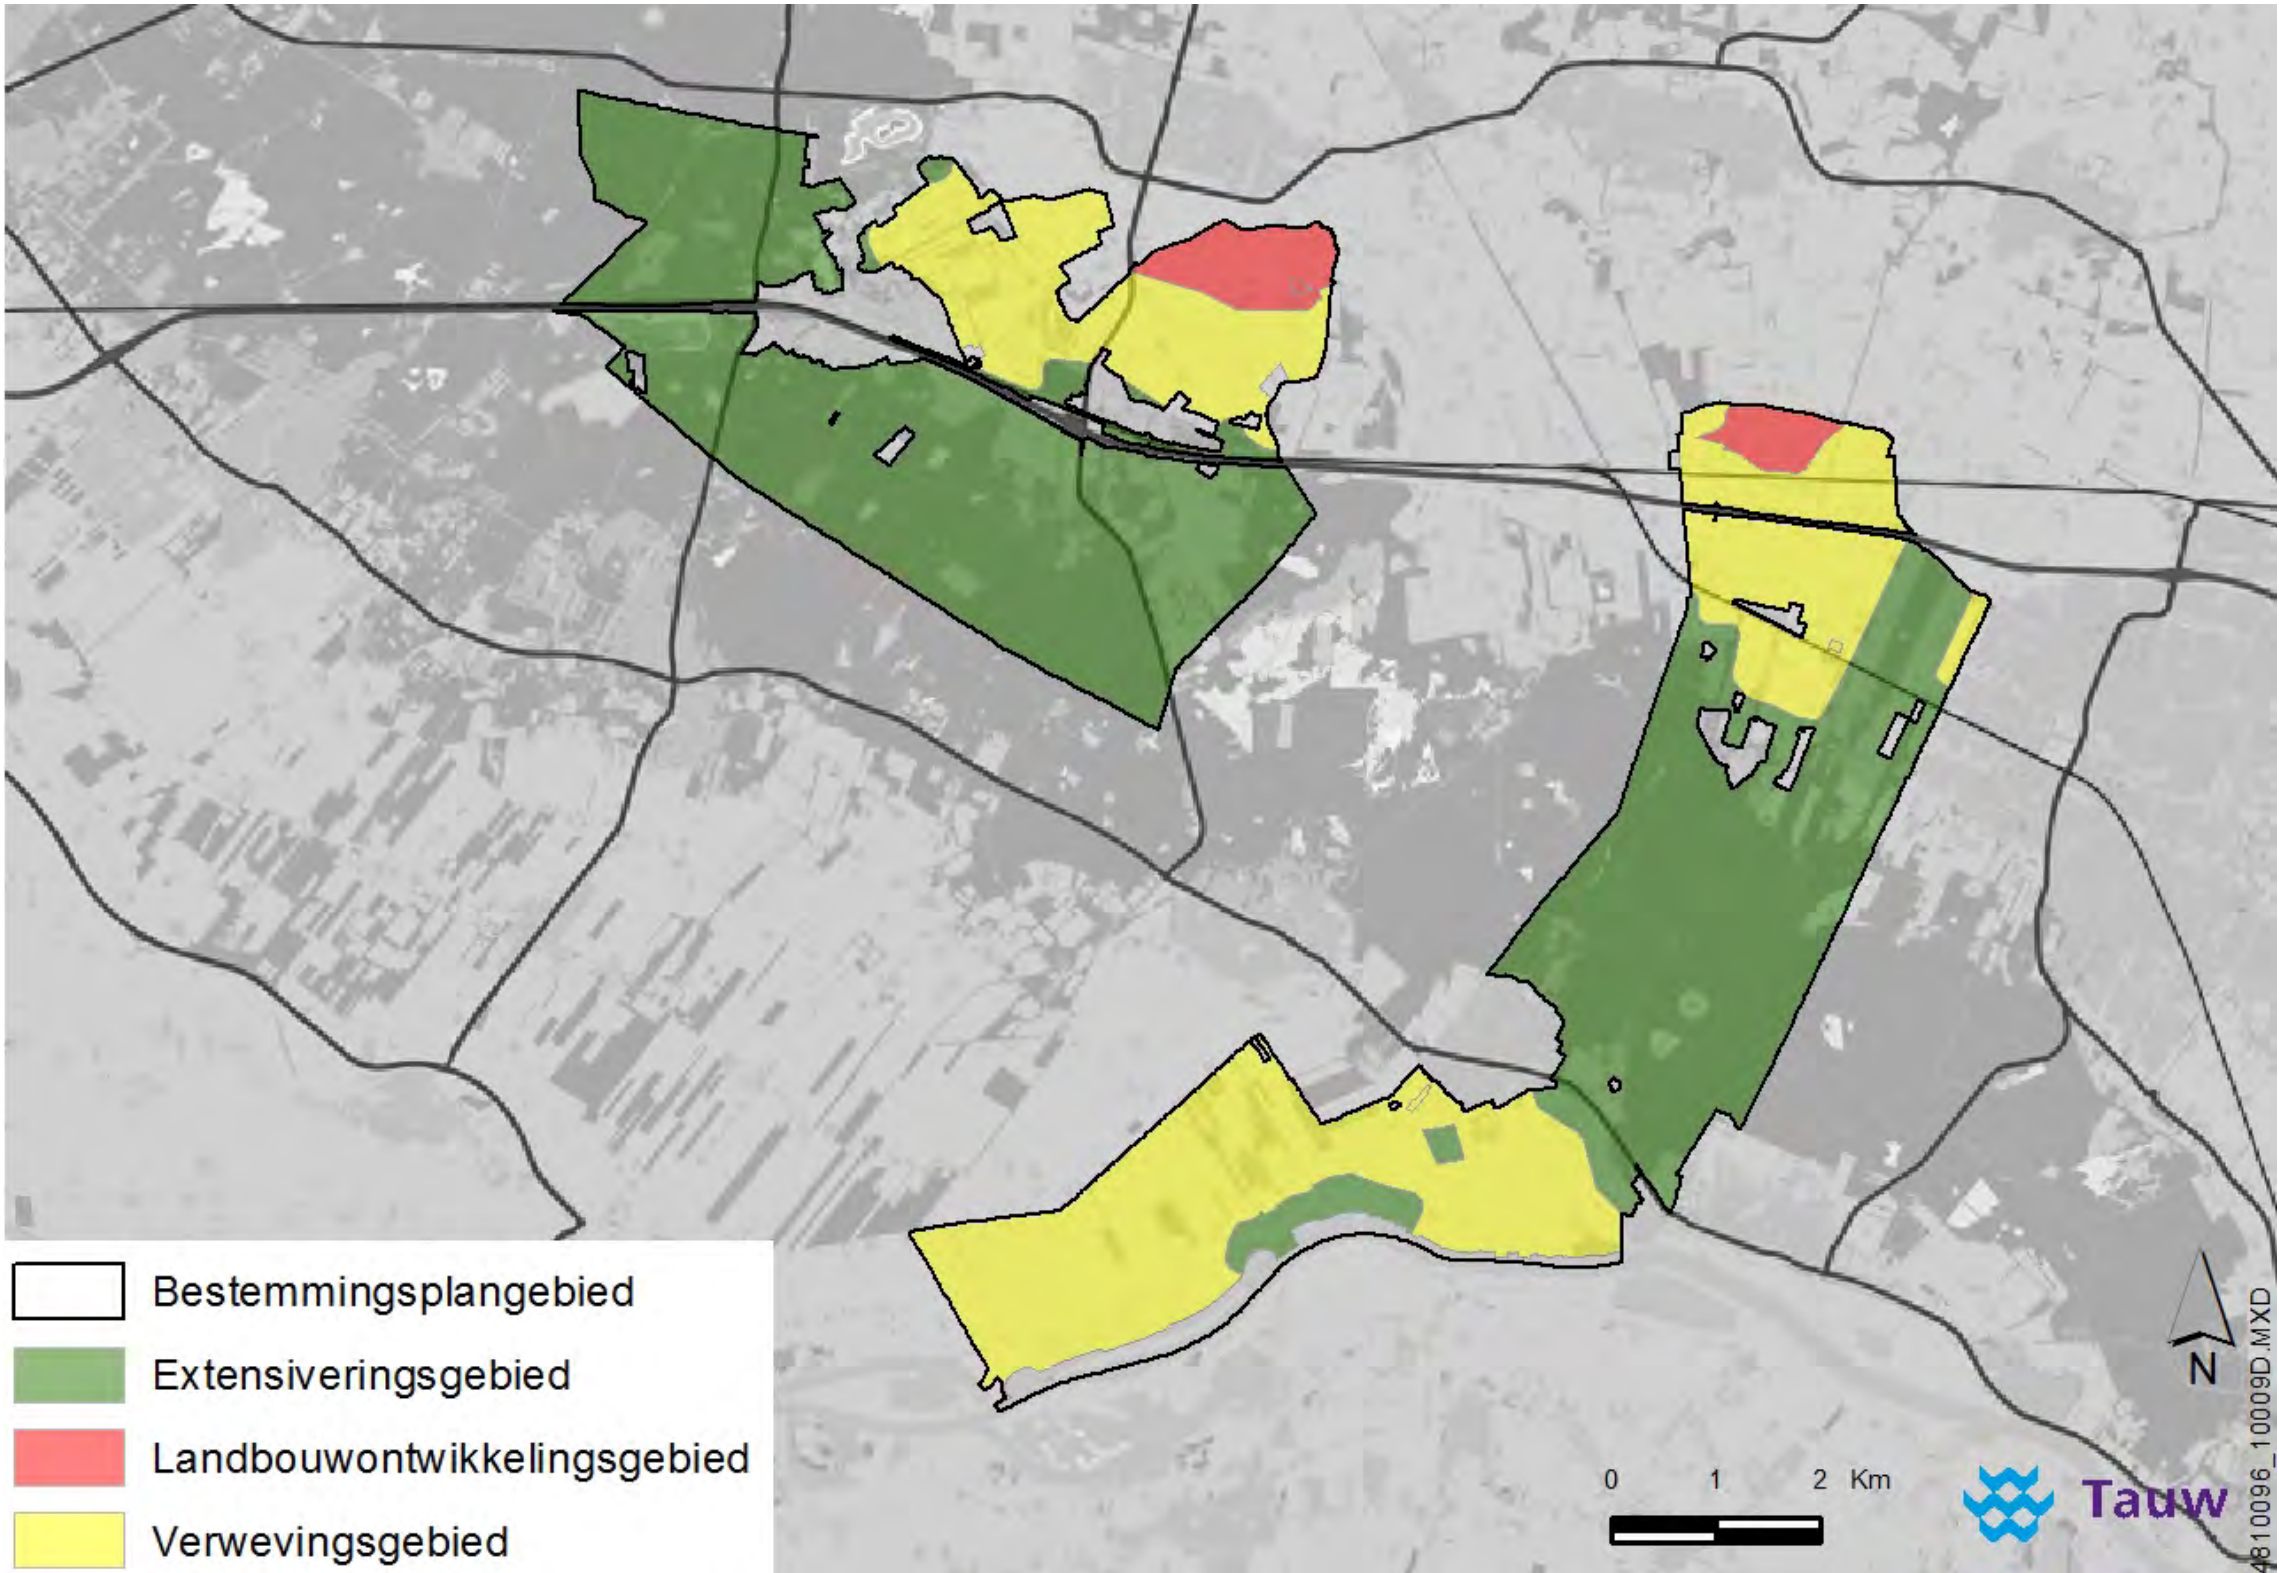 Bestemmingsplangebied
Extensiveringsgebied
Landbouwontwikkelingsgebied
Verwevingsgebied
0 1 2 Km
N
Tauw
4810096_10009D.MXD